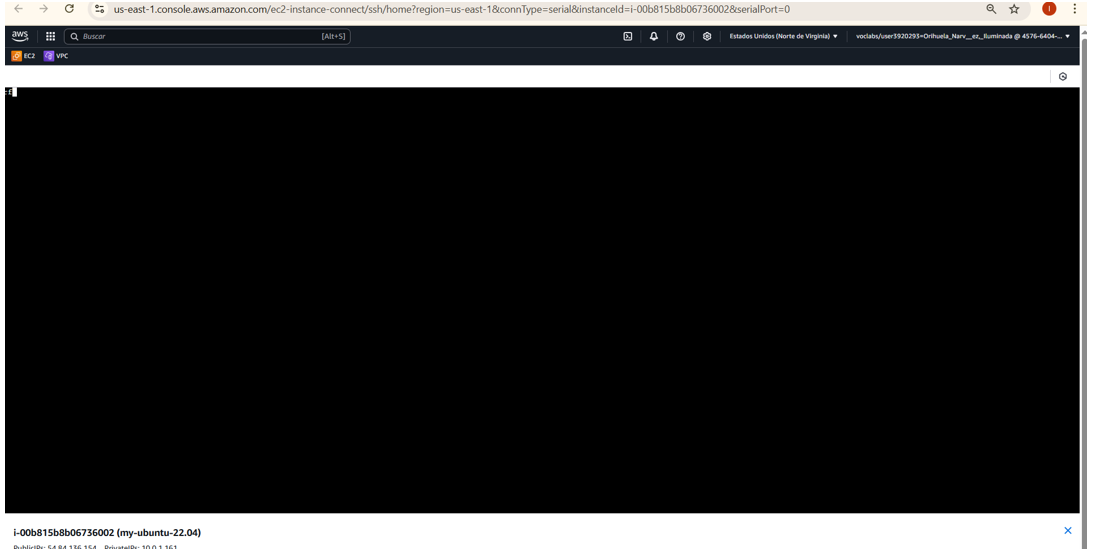 us-east-1.console.aws.amazon.com/ec2-instance-connect/ssh/home?region=us-east-1&connType=serial&instanceId=i-00b815b8b06736002&serialPort=0
aws
Buscar [Alt+S] Estados Unidos (Norte de Virginia) voclabs/user3920293=Orihuela_Narv__ez,_Iluminada @ 4576-6404-...
EC2 VPC
i-00b815b8b06736002 (my-ubuntu-22.04)
PublicIPs: 54.84.136.154 PrivateIPs: 10.0.1.161